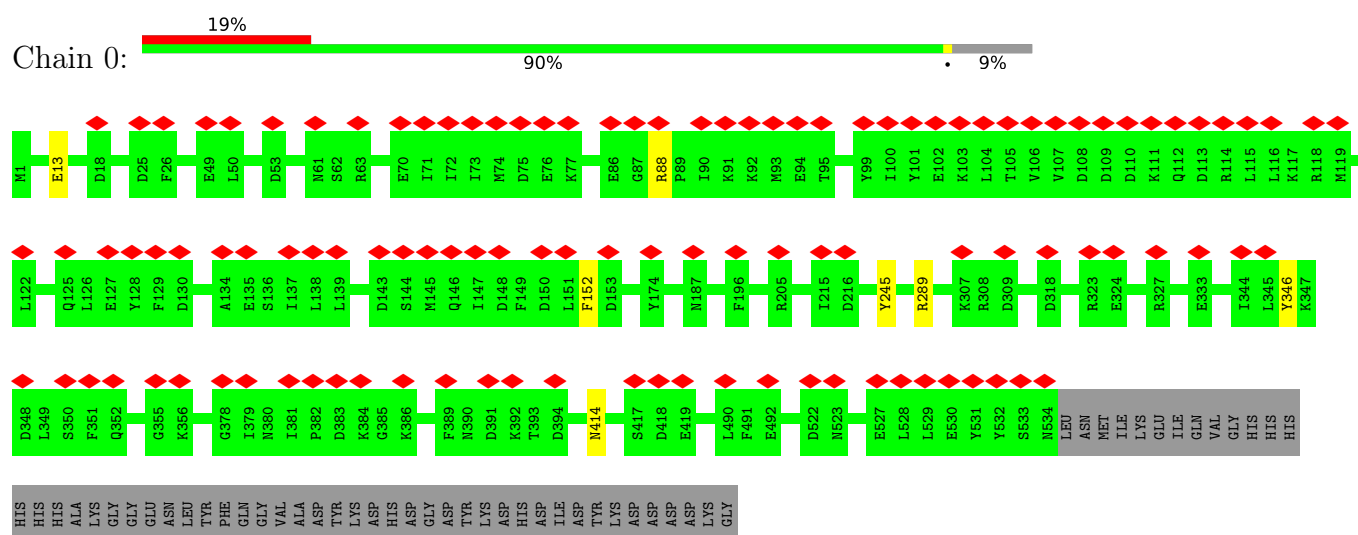 19%
Chain 0:
90% • 9%
M1 E13 D18 D25 F26 E49 L50 D53 N61 S62 R63 E70 I71 I72 I73 M74 D75 E76 K77 E86 G87 R88 P89 I90 K91 K92 M93 E94 T95 Y99 I100 Y101 E102 K103 L104 T105 V106 V107 D108 D109 D110 K111 Q112 D113 R114 L115 L116 K117 R118 M119
L122 Q125 L126 E127 Y128 F129 D130 A134 E135 S136 I137 L138 L139 D143 S144 M145 Q146 I147 D148 F149 D150 L151 F152 D153 Y174 N187 F196 R205 I215 D216 Y245 R289 K307 R308 D309 D318 R323 E324 R327 E333 I344 L345 Y346 K347
D348 L349 S350 F351 Q352 G355 K356 G378 I379 N380 I381 P382 D383 K384 G385 K386 F389 N390 D391 K392 T393 D394 N414 S417 D418 E419 L490 F491 E492 D522 N523 E527 L528 L529 E530 Y531 Y532 S533 N534 LEU ASN MET ILE LYS GLU ILE GLN VAL GLY HIS HIS HIS
HIS HIS HIS ALA LYS GLY GLY GLU ASN LEU TYR PHE GLN GLY VAL ALA ASP TYR LYS ASP HIS ASP GLY ASP TYR LYS ASP HIS ASP ILE ASP TYR LYS ASP ASP ASP ASP LYS GLY